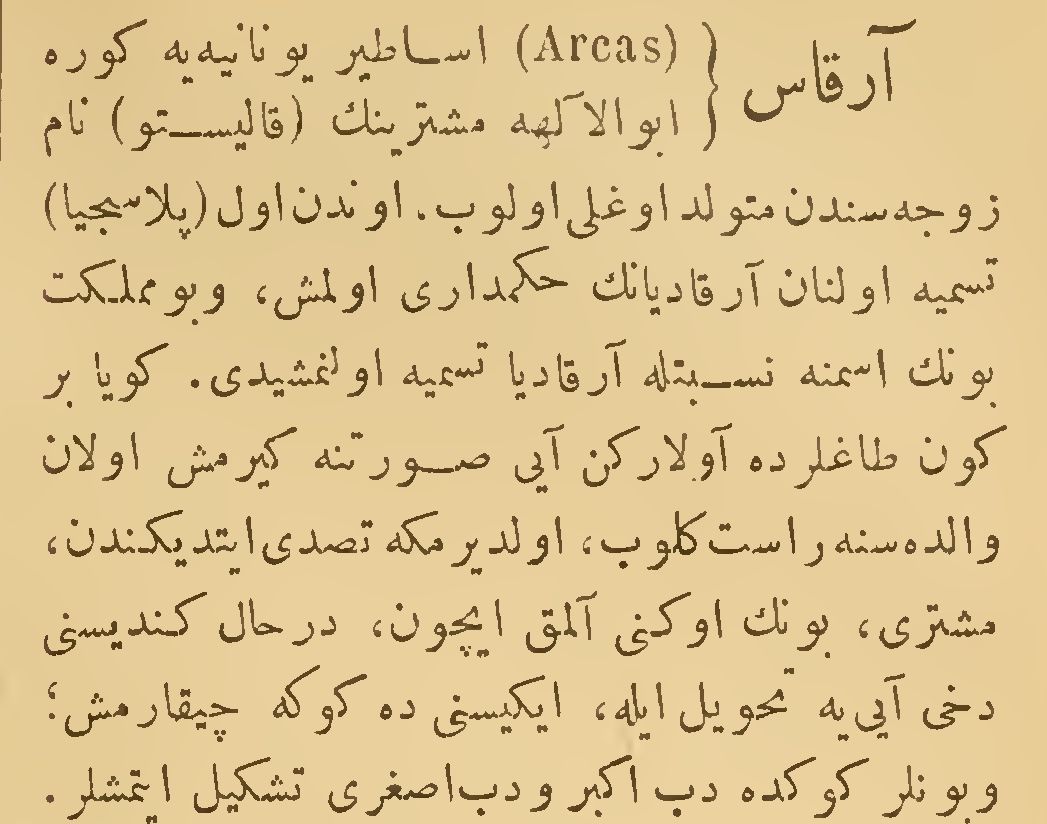 آرقاس { (Arcas) اساطیر یونانیه‌یه کوره
ابوالآلهه مشترینك (قالیستو) نام
زوجه‌سندن متولد اوغلی اولوب. اوندن اول (پلاسجیا)
تسمیه اولنان آرقادیانك حکمداری اولمش، وبو مملکت
بونك اسمنه نسبتله آرقادیا تسمیه اولنمشیدی. کویا بر
کون طاغلرده آولارکن آیی صورتنه کیرمش اولان
والده‌سنه راست کلوب، اولدیرمکه تصدی ایتدیکندن،
مشتری، بونك اوکنی آلمق ایچون، درحال کندیسنی
دخی آیی‌یه تحویل ایله، ایکیسنی ده کوکه چیقارمش؛
وبونلر کوکده دب اکبر ودب اصغری تشکیل ایتمشلر.